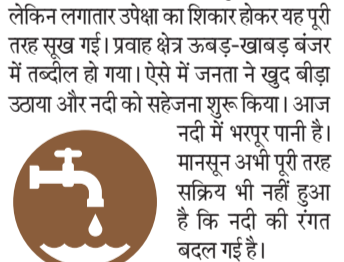 लेकिन लगातार उपेक्षा का शिकार होकर यह पूरी
तरह सूख गई। प्रवाह क्षेत्र ऊबड़-खाबड़ बंजर
में तब्दील हो गया। ऐसे में जनता ने खुद बीड़ा
उठाया और नदी को सहेजना शुरू किया। आज
नदी में भरपूर पानी है।
मानसून अभी पूरी तरह
सक्रिय भी नहीं हुआ
है कि नदी की रंगत
बदल गई है।